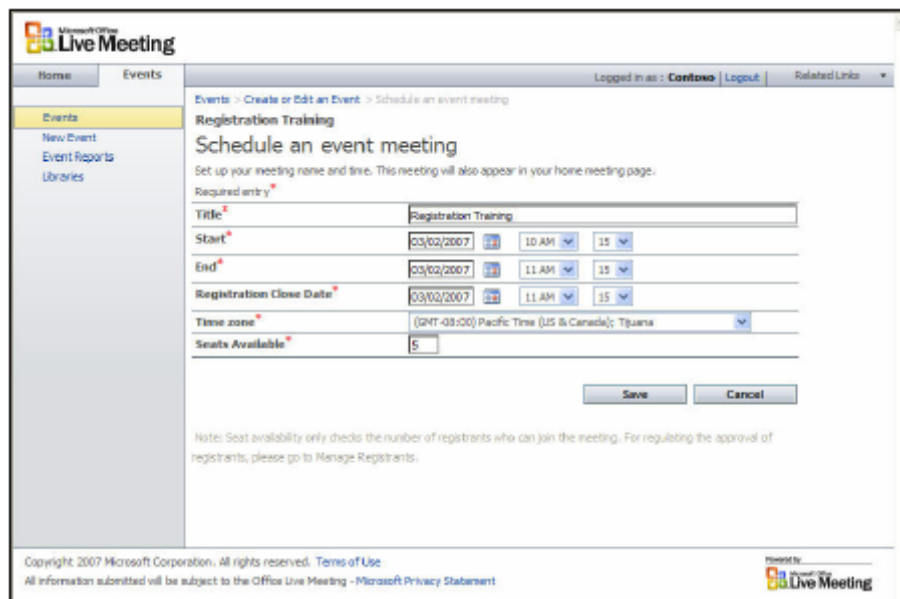 Microsoft Office
Live Meeting
Home Events Logged in as : Contoso | Logout | Related Links
Events > Create or Edit an Event > Schedule an event meeting
Events
New Event
Event Reports
Libraries
Registration Training
Schedule an event meeting
Set up your meeting name and time. This meeting will also appear in your home meeting page.
Required entry*
Title* Registration Training
Start* 03/02/2007 10 AM 15
End* 03/02/2007 11 AM 15
Registration Close Date* 03/02/2007 11 AM 15
Time zone* (GMT-08:00) Pacific Time (US & Canada); Tijuana
Seats Available* 5
Save Cancel
Note: Seat availability only checks the number of registrants who can join the meeting. For regulating the approval of
registrants, please go to Manage Registrants.
Copyright 2007 Microsoft Corporation. All rights reserved. Terms of Use
All information submitted will be subject to the Office Live Meeting - Microsoft Privacy Statement
Powered by
Microsoft Office
Live Meeting